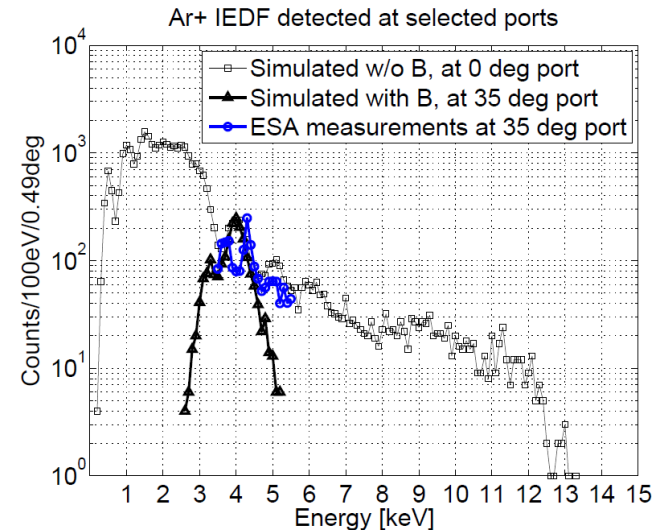 Ar+ IEDF detected at selected ports
Simulated w/o B, at 0 deg port
Simulated with B, at 35 deg port
ESA measurements at 35 deg port
Counts/100eV/0.49deg
10^4
10^3
10^2
10^1
10^0
1 2 3 4 5 6 7 8 9 10 11 12 13 14 15
Energy [keV]